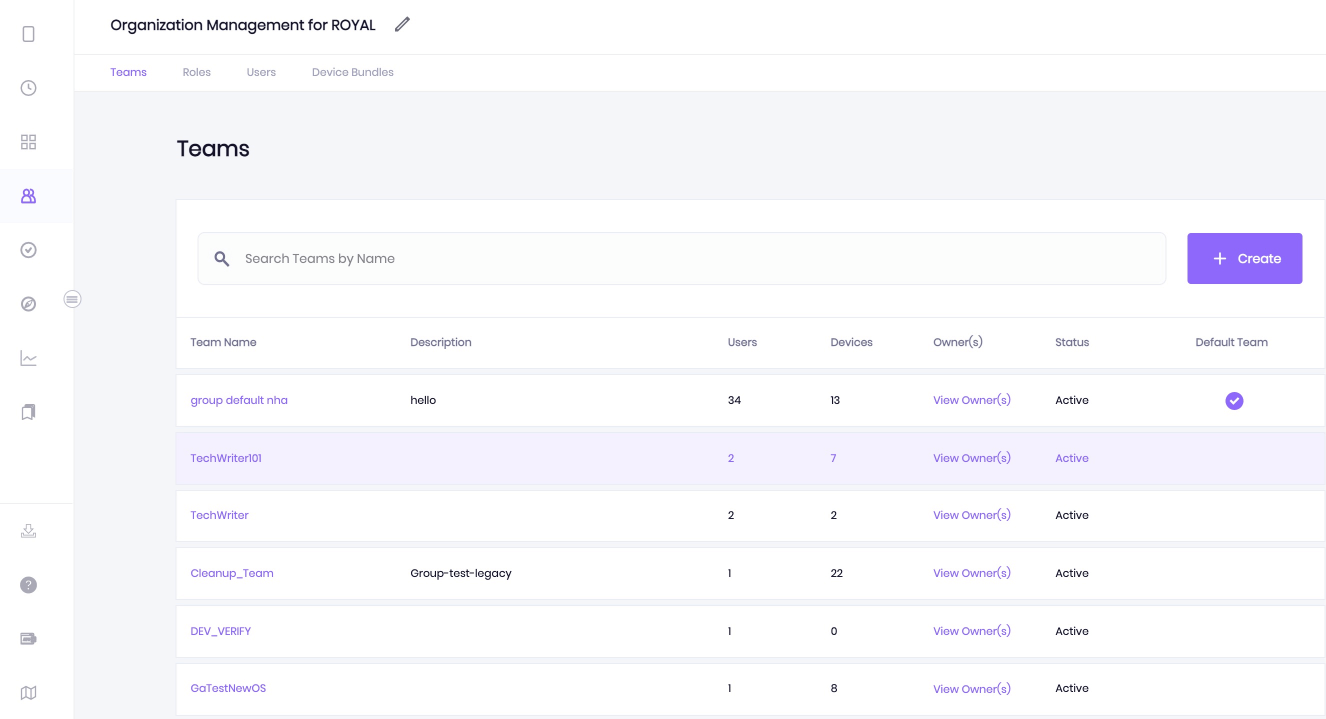 Organization Management for ROYAL
Teams Roles Users Device Bundles
Teams
Search Teams by Name
+ Create
Team Name Description Users Devices Owner(s) Status Default Team
group default nha hello 34 13 View Owner(s) Active
TechWriter101 2 7 View Owner(s) Active
TechWriter 2 2 View Owner(s) Active
Cleanup_Team Group-test-legacy 1 22 View Owner(s) Active
DEV_VERIFY 1 0 View Owner(s) Active
GaTestNewOS 1 8 View Owner(s) Active